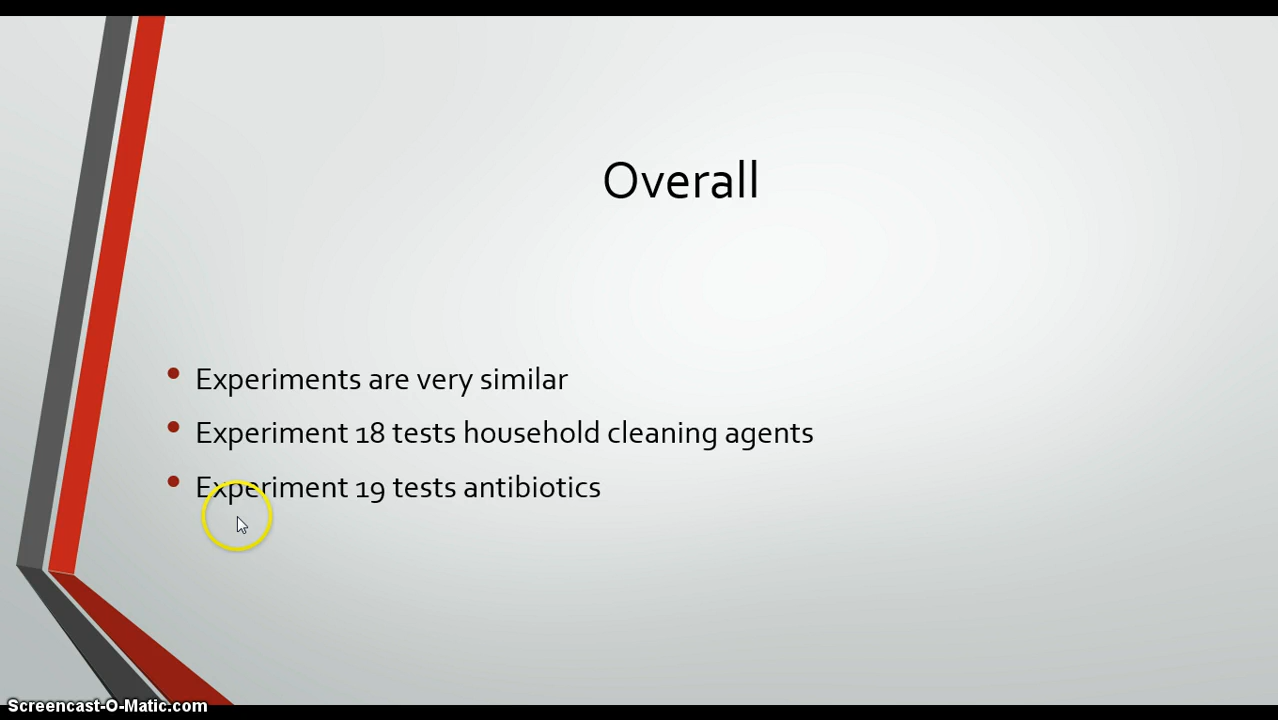 Overall
• Experiments are very similar
• Experiment 18 tests household cleaning agents
• Experiment 19 tests antibiotics
Screencast-O-Matic.com